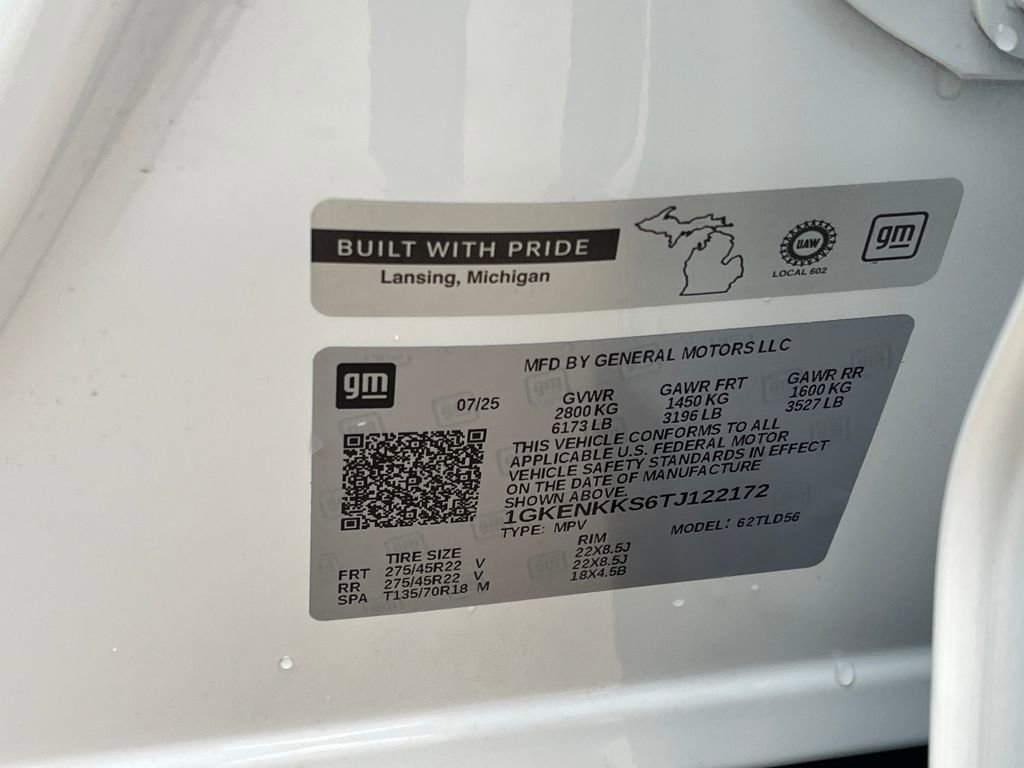 BUILT WITH PRIDE
Lansing, Michigan
UAW
LOCAL 602
gm
gm
MFD BY GENERAL MOTORS LLC
07/25
GVWR
2800 KG
6173 LB
GAWR FRT
1450 KG
3196 LB
GAWR RR
1600 KG
3527 LB
THIS VEHICLE CONFORMS TO ALL
APPLICABLE U.S. FEDERAL MOTOR
VEHICLE SAFETY STANDARDS IN EFFECT
ON THE DATE OF MANUFACTURE
SHOWN ABOVE.
1GKENKKS6TJ122172
TYPE: MPV
MODEL: 62TLD56
TIRE SIZE RIM
FRT 275/45R22 V 22X8.5J
RR 275/45R22 V 22X8.5J
SPA T135/70R18 M 18X4.5B